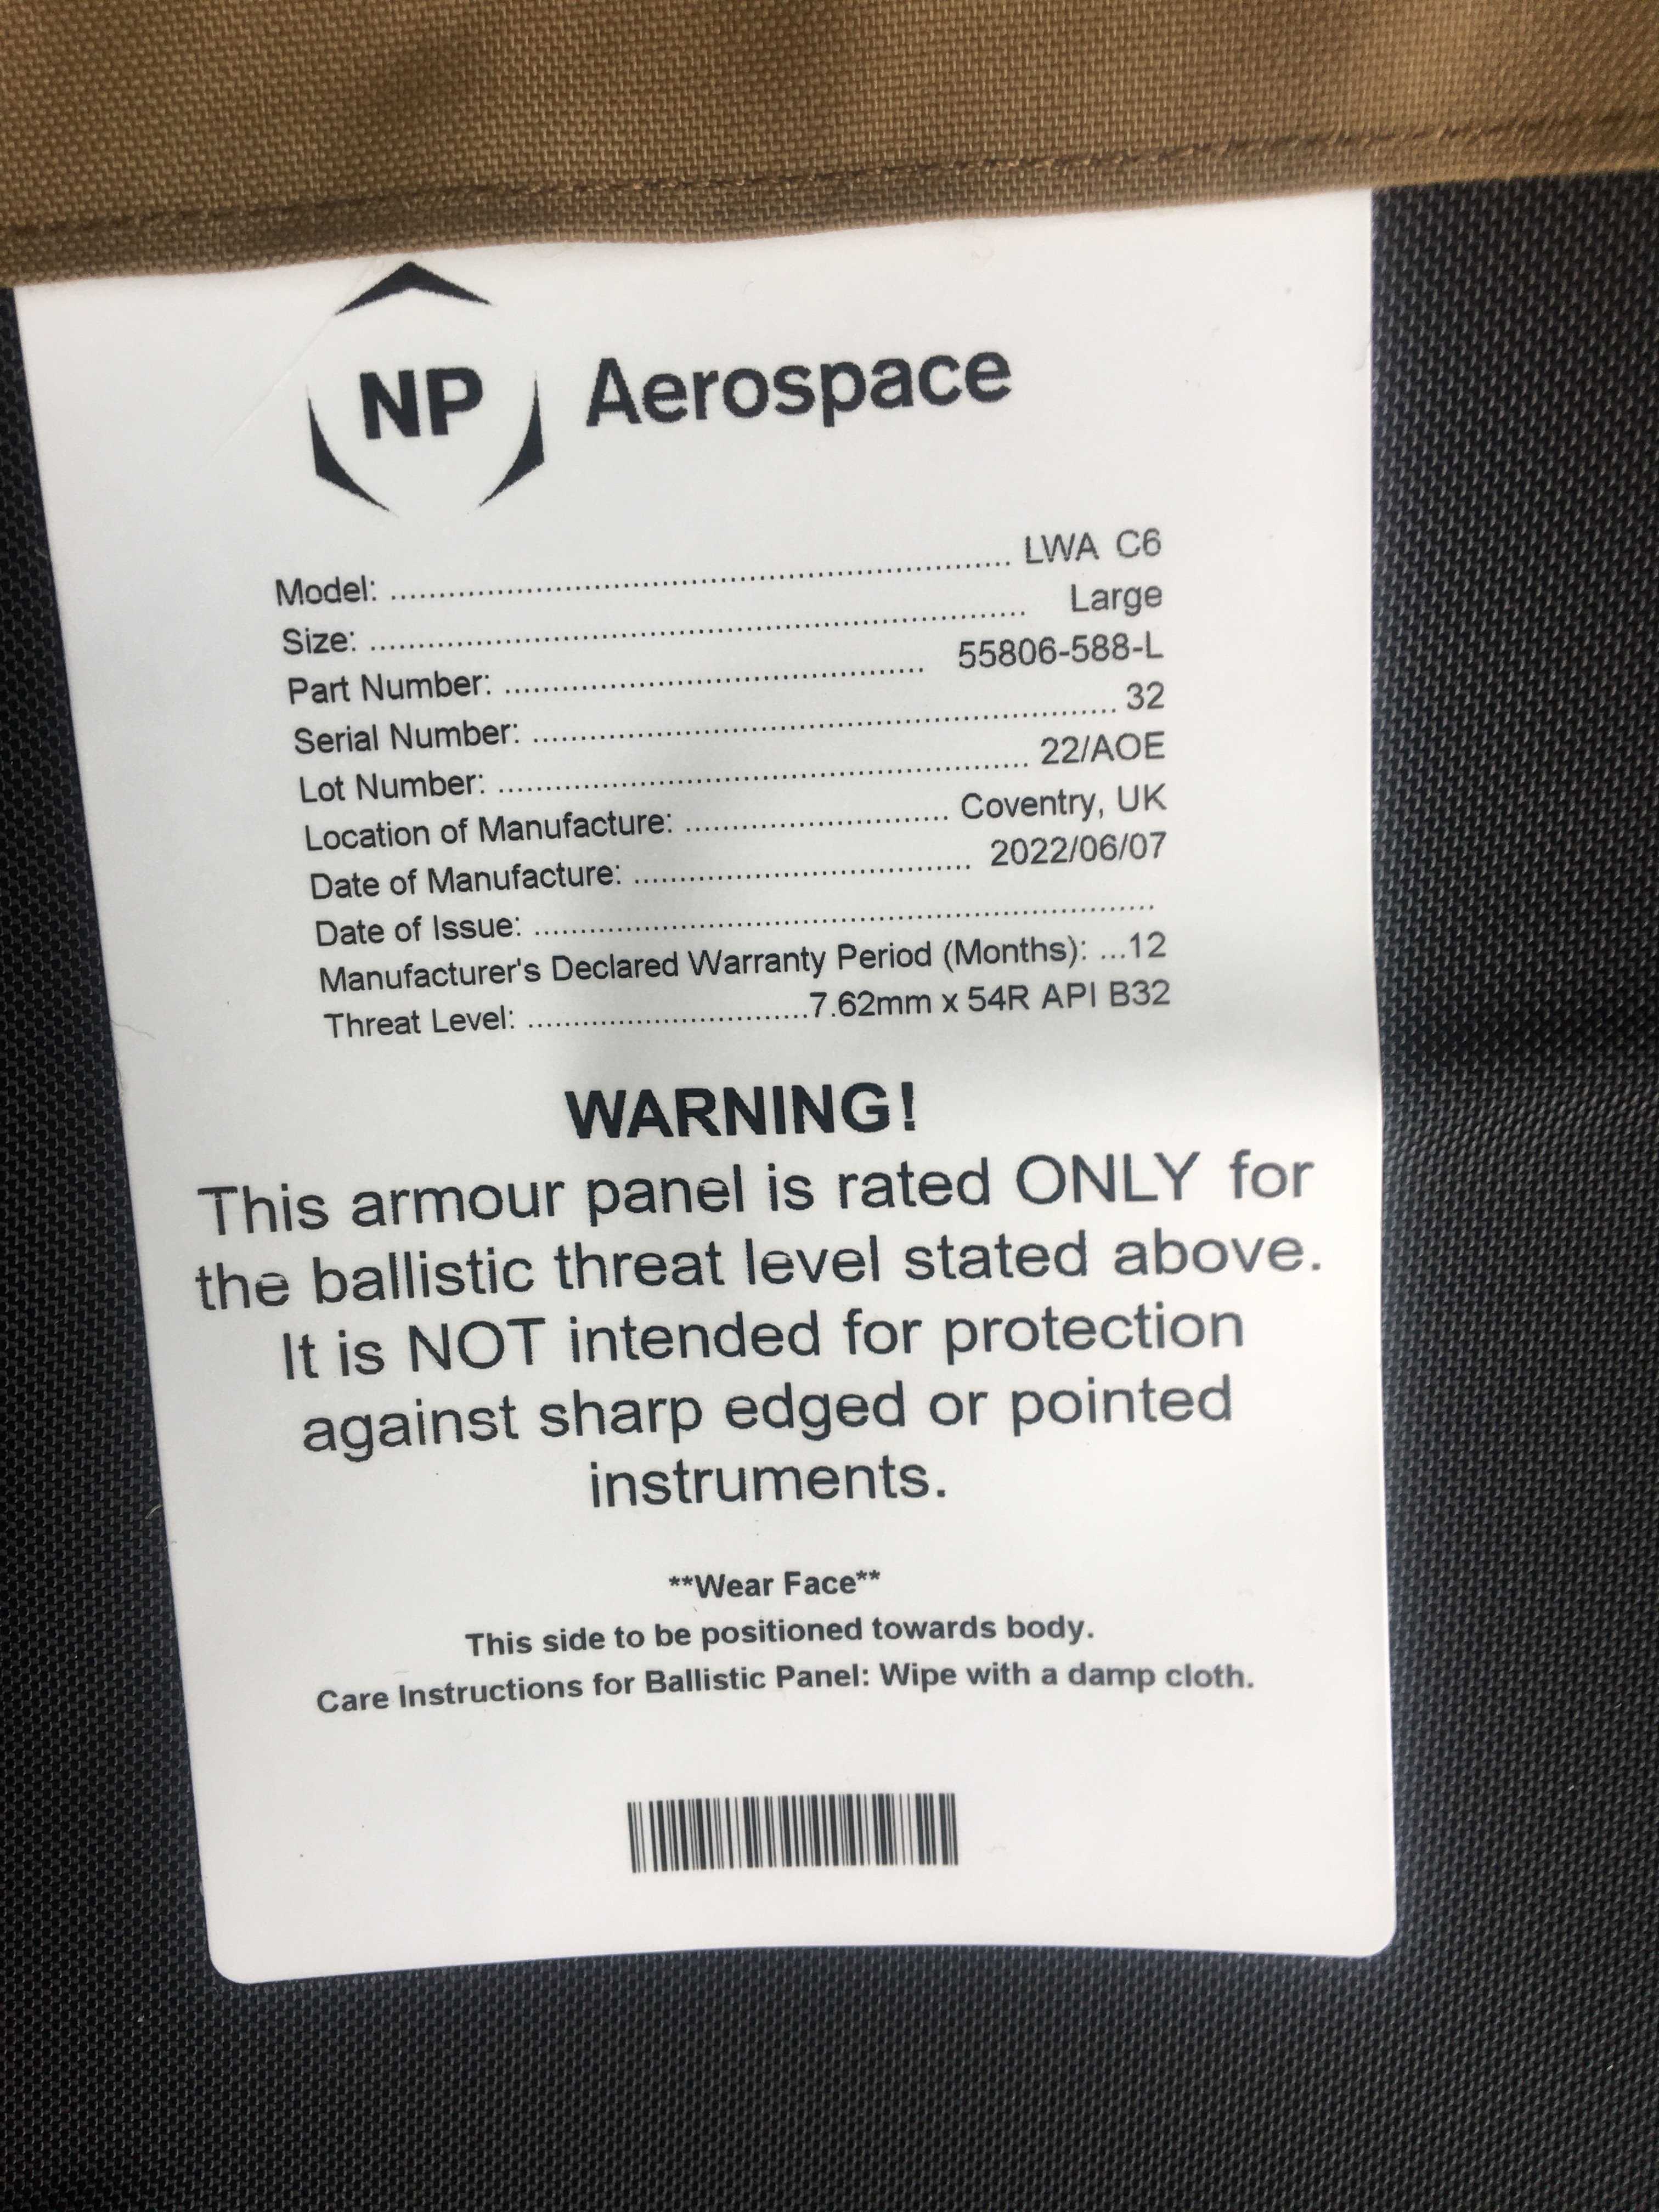 NP Aerospace
Model: ........................................ LWA C6
Size: ........................................ Large
Part Number: ........................................ 55806-588-L
Serial Number: ........................................ 32
Lot Number: ........................................ 22/AOE
Location of Manufacture: ........................... Coventry, UK
Date of Manufacture: ................................... 2022/06/07
Date of Issue: ................................................................
Manufacturer's Declared Warranty Period (Months): ...12
Threat Level: .............................7.62mm x 54R API B32
WARNING!
This armour panel is rated ONLY for
the ballistic threat level stated above.
It is NOT intended for protection
against sharp edged or pointed
instruments.
**Wear Face**
This side to be positioned towards body.
Care Instructions for Ballistic Panel: Wipe with a damp cloth.